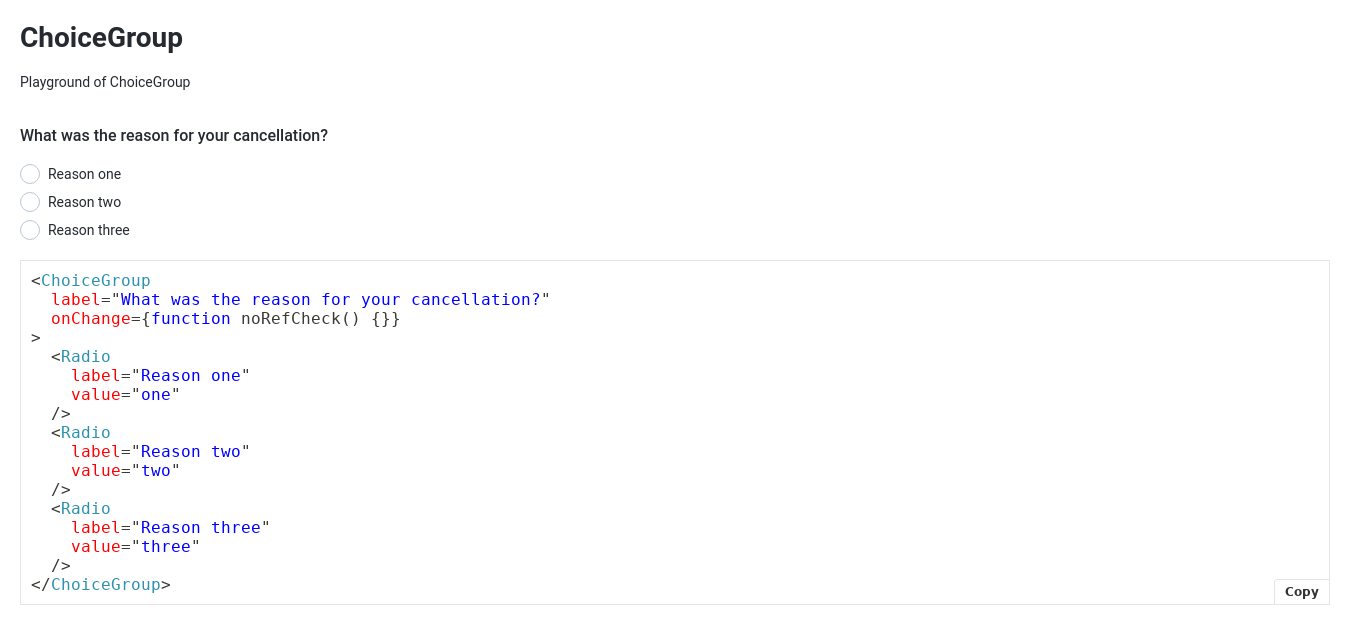 ChoiceGroup
Playground of ChoiceGroup
What was the reason for your cancellation?
Reason one
Reason two
Reason three
<ChoiceGroup
  label="What was the reason for your cancellation?"
  onChange={function noRefCheck() {}}
>
  <Radio
    label="Reason one"
    value="one"
  />
  <Radio
    label="Reason two"
    value="two"
  />
  <Radio
    label="Reason three"
    value="three"
  />
</ChoiceGroup>
Copy